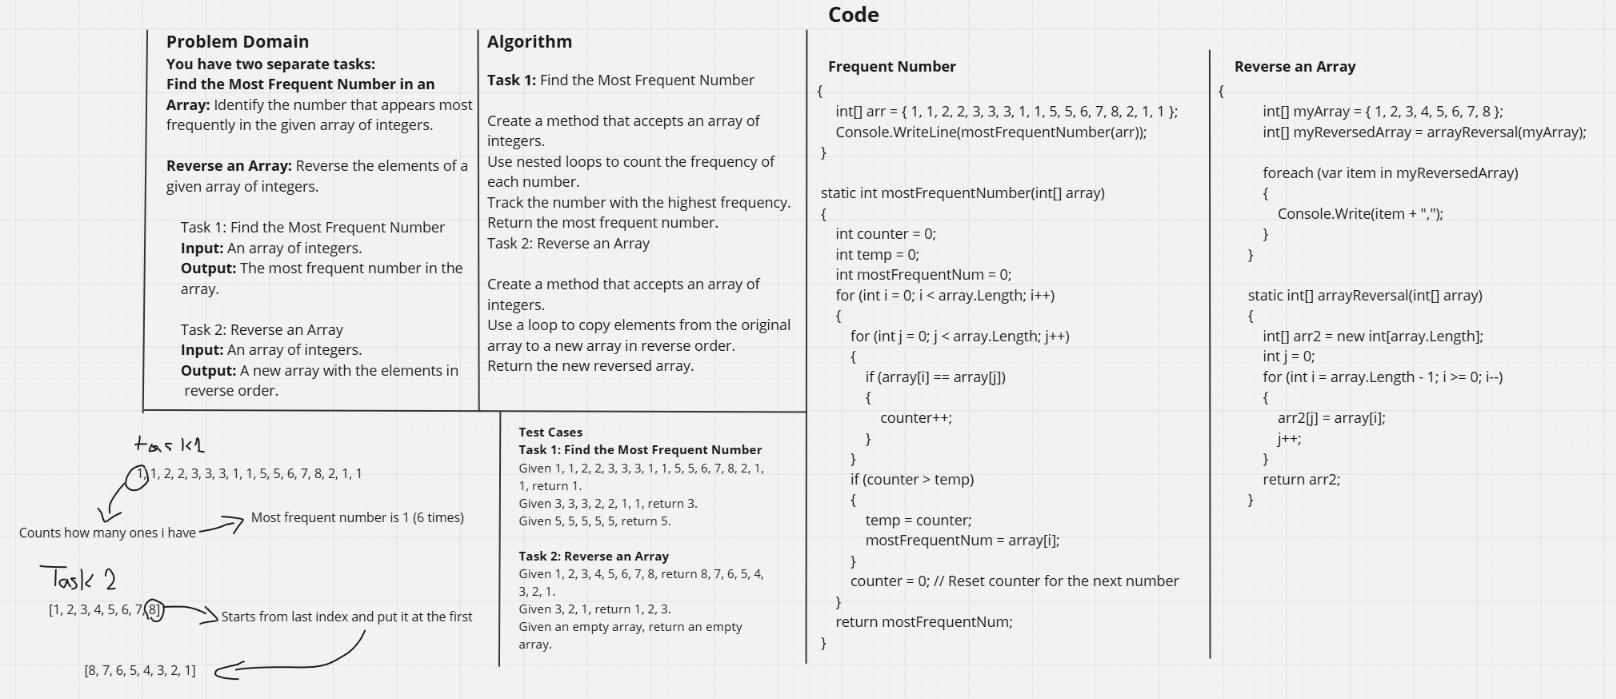 Code
Problem Domain
You have two separate tasks:
Find the Most Frequent Number in an
Array: Identify the number that appears most
frequently in the given array of integers.
Reverse an Array: Reverse the elements of a
given array of integers.
Task 1: Find the Most Frequent Number
Input: An array of integers.
Output: The most frequent number in the
array.
Task 2: Reverse an Array
Input: An array of integers.
Output: A new array with the elements in
reverse order.
Algorithm
Task 1: Find the Most Frequent Number
Create a method that accepts an array of
integers.
Use nested loops to count the frequency of
each number.
Track the number with the highest frequency.
Return the most frequent number.
Task 2: Reverse an Array
Create a method that accepts an array of
integers.
Use a loop to copy elements from the original
array to a new array in reverse order.
Return the new reversed array.
task1
1, 1, 2, 2, 3, 3, 3, 1, 1, 5, 5, 6, 7, 8, 2, 1, 1
Counts how many ones i have
Most frequent number is 1 (6 times)
Task 2
[1, 2, 3, 4, 5, 6, 7, 8]
Starts from last index and put it at the first
[8, 7, 6, 5, 4, 3, 2, 1]
Test Cases
Task 1: Find the Most Frequent Number
Given 1, 1, 2, 2, 3, 3, 3, 1, 1, 5, 5, 6, 7, 8, 2, 1,
1, return 1.
Given 3, 3, 3, 2, 2, 1, 1, return 3.
Given 5, 5, 5, 5, 5, return 5.
Task 2: Reverse an Array
Given 1, 2, 3, 4, 5, 6, 7, 8, return 8, 7, 6, 5, 4,
3, 2, 1.
Given 3, 2, 1, return 1, 2, 3.
Given an empty array, return an empty
array.
Frequent Number
{
int[] arr = { 1, 1, 2, 2, 3, 3, 3, 1, 1, 5, 5, 6, 7, 8, 2, 1, 1 };
Console.WriteLine(mostFrequentNumber(arr));
}
static int mostFrequentNumber(int[] array)
{
int counter = 0;
int temp = 0;
int mostFrequentNum = 0;
for (int i = 0; i < array.Length; i++)
{
for (int j = 0; j < array.Length; j++)
{
if (array[i] == array[j])
{
counter++;
}
}
if (counter > temp)
{
temp = counter;
mostFrequentNum = array[i];
}
counter = 0; // Reset counter for the next number
}
return mostFrequentNum;
}
Reverse an Array
{
int[] myArray = { 1, 2, 3, 4, 5, 6, 7, 8 };
int[] myReversedArray = arrayReversal(myArray);
foreach (var item in myReversedArray)
{
Console.Write(item + ",");
}
}
static int[] arrayReversal(int[] array)
{
int[] arr2 = new int[array.Length];
int j = 0;
for (int i = array.Length - 1; i >= 0; i--)
{
arr2[j] = array[i];
j++;
}
return arr2;
}